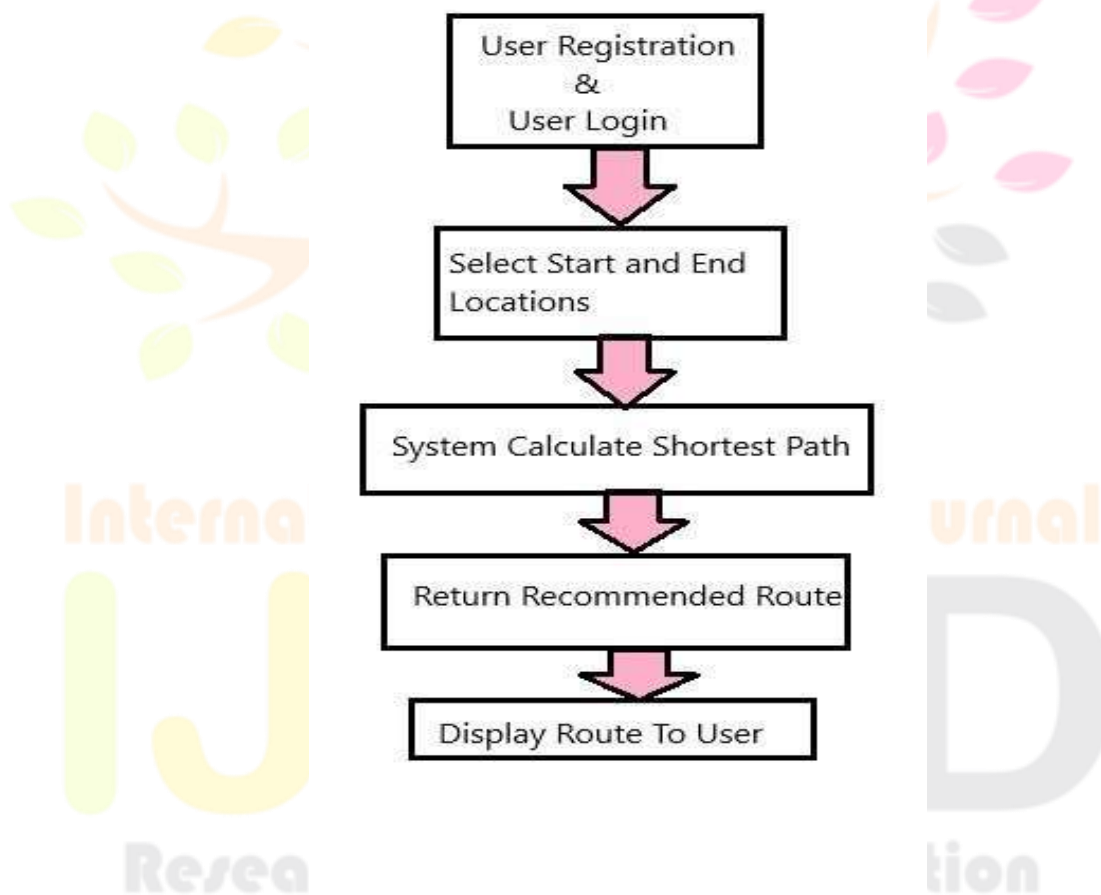 User Registration
&
User Login
Select Start and End
Locations
System Calculate Shortest Path
Interna
urnal
Return Recommended Route
IJ
D
Display Route To User
Resea
tion